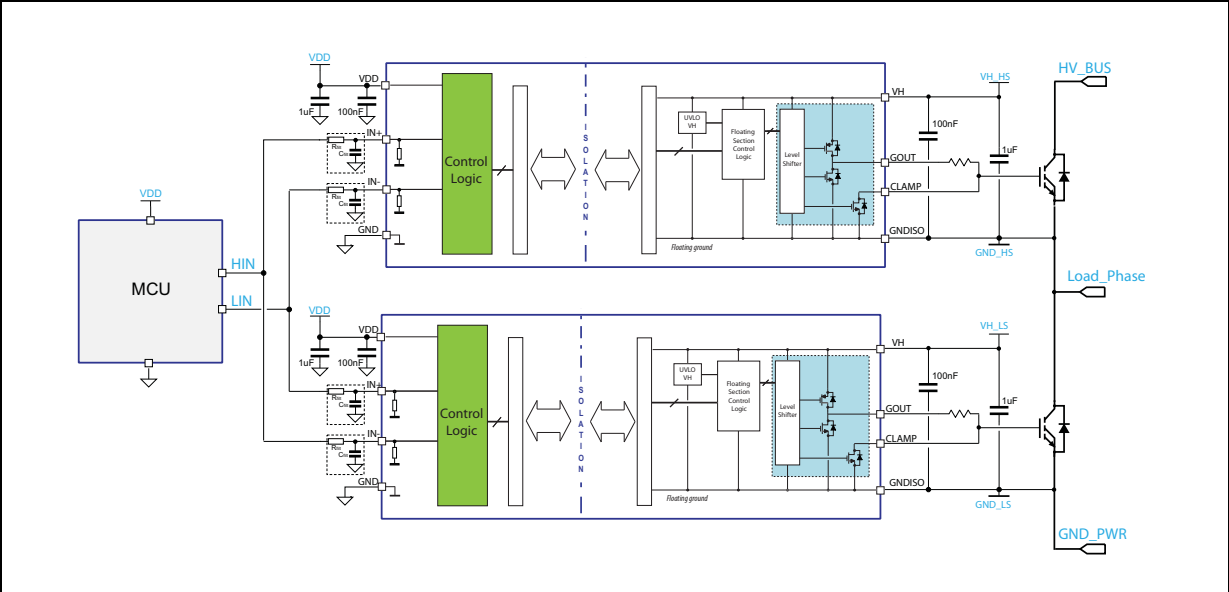 VDD
VDD
1uF
100nF
IN+
R
C
IN-
R
C
GND
Control
Logic
ISOLATION
UVLO
VH
Floating
Section
Control
Logic
Level
Shifter
Floating ground
VH
GOUT
CLAMP
GNDISO
100nF
VH_HS
1uF
GND_HS
HV_BUS
Load_Phase
VDD
MCU
HIN
LIN
VDD
VDD
1uF
100nF
IN+
R
C
IN-
R
C
GND
Control
Logic
ISOLATION
UVLO
VH
Floating
Section
Control
Logic
Level
Shifter
Floating ground
VH
GOUT
CLAMP
GNDISO
100nF
VH_LS
1uF
GND_LS
GND_PWR